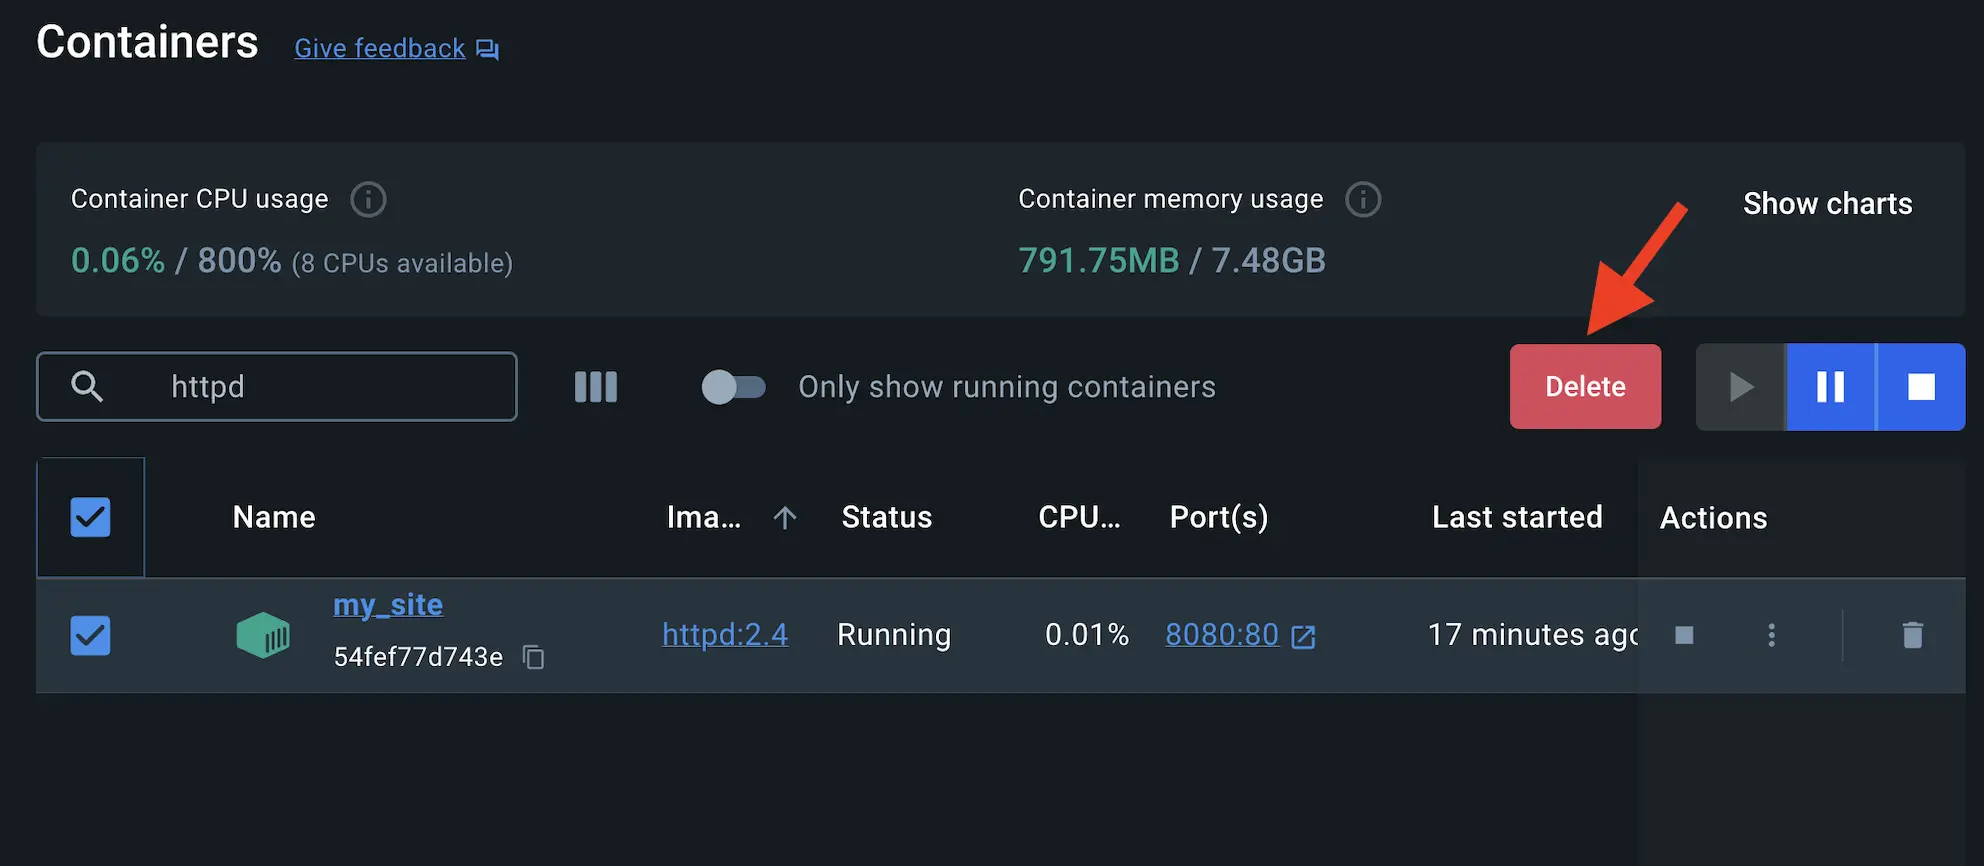 Containers Give feedback
Container CPU usage
0.06% / 800% (8 CPUs available)
Container memory usage
791.75MB / 7.48GB
Show charts
httpd
Only show running containers
Delete
Name Ima... Status CPU... Port(s) Last started Actions
my_site
54fef77d743e
httpd:2.4 Running 0.01% 8080:80 17 minutes ago